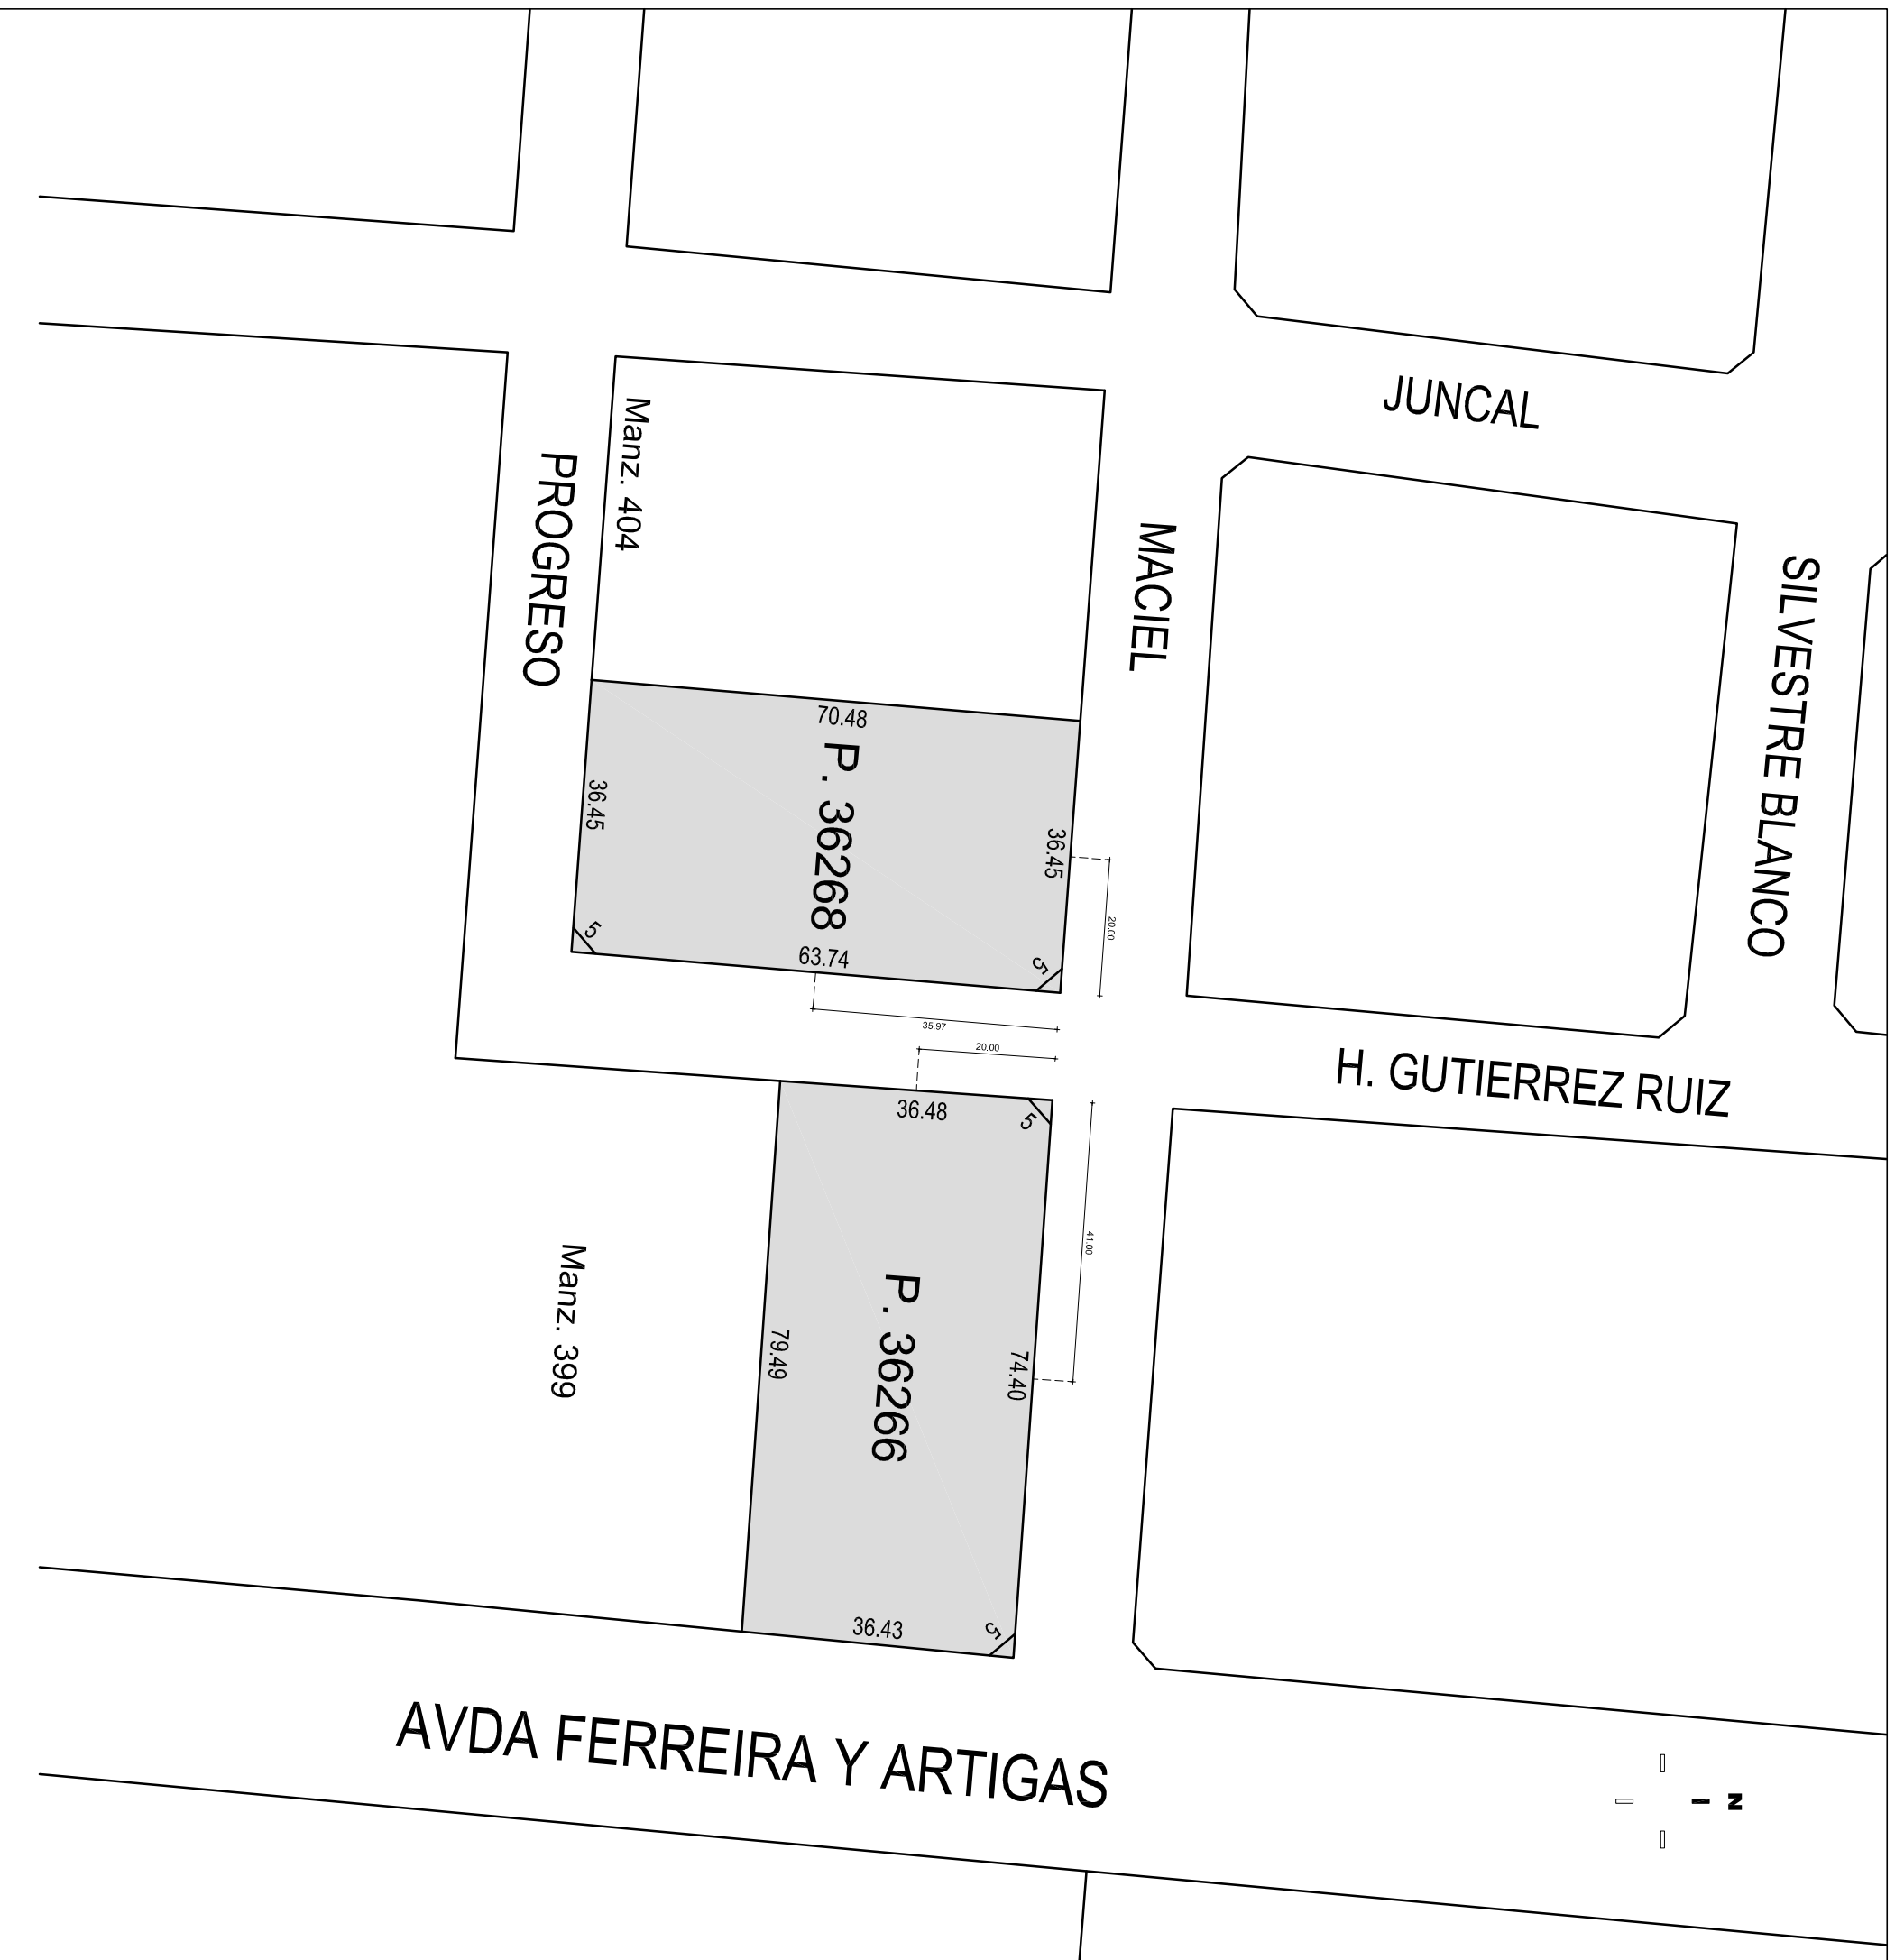 JUNCAL
Manz. 404
PROGRESO
MACIEL
SILVESTRE BLANCO
70.48
P. 36268
36.45
36.45
20.00
5
63.74
5
35.97
20.00
H. GUTIERREZ RUIZ
36.48
5
41.00
Manz. 399
P. 36266
79.49
74.40
36.43
5
AVDA FERREIRA Y ARTIGAS
N